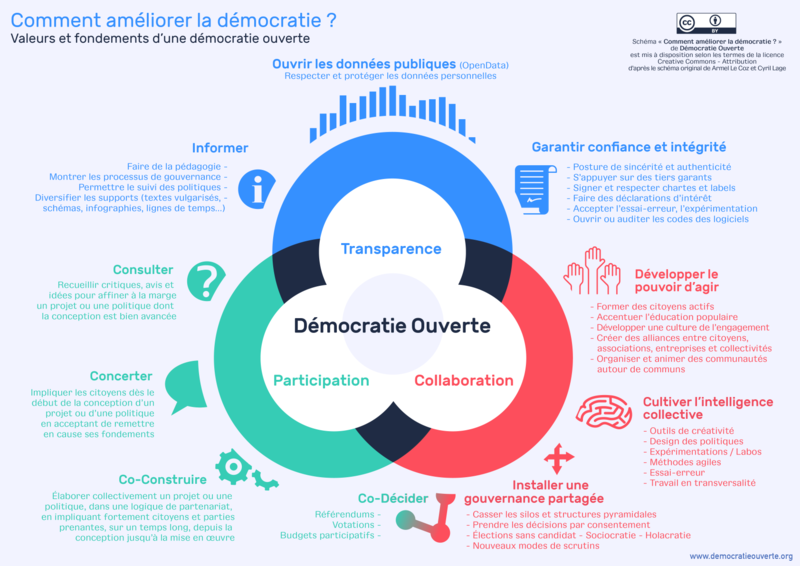 Comment améliorer la démocratie ?
Valeurs et fondements d'une démocratie ouverte
CC BY
Schéma « Comment améliorer la démocratie ? »
de Démocratie Ouverte
est mis à disposition selon les termes de la licence
Creative Commons - Attribution
d'après le schéma original de Armel Le Coz et Cyril Lage
Ouvrir les données publiques (OpenData)
Respecter et protéger les données personnelles
Informer
Faire de la pédagogie -
Montrer les processus de gouvernance -
Permettre le suivi des politiques -
Diversifier les supports (textes vulgarisés, -
schémas, infographies, lignes de temps...)
Garantir confiance et intégrité
- Posture de sincérité et authenticité
- S'appuyer sur des tiers garants
- Signer et respecter chartes et labels
- Faire des déclarations d'intérêt
- Accepter l'essai-erreur, l'expérimentation
- Ouvrir ou auditer les codes des logiciels
Transparence
Consulter
Recueillir critiques, avis et
idées pour affiner à la marge
un projet ou une politique dont
la conception est bien avancée
Développer le
pouvoir d'agir
- Former des citoyens actifs
- Accentuer l'éducation populaire
- Développer une culture de l'engagement
- Créer des alliances entre citoyens,
associations, entreprises et collectivités
- Organiser et animer des communautés
autour de communs
Démocratie Ouverte
Participation
Collaboration
Concerter
Impliquer les citoyens dès le
début de la conception d'un
projet ou d'une politique
en acceptant de remettre
en cause ses fondements
Cultiver l'intelligence
collective
- Outils de créativité
- Design des politiques
- Expérimentations / Labos
- Méthodes agiles
- Essai-erreur
- Travail en transversalité
Co-Construire
Élaborer collectivement un projet ou une
politique, dans une logique de partenariat,
en impliquant fortement citoyens et parties
prenantes, sur un temps long, depuis la
conception jusqu'à la mise en œuvre
Co-Décider
Référendums -
Votations -
Budgets participatifs -
Installer une
gouvernance partagée
- Casser les silos et structures pyramidales
- Prendre les décisions par consentement
- Élections sans candidat - Sociocratie - Holacratie
- Nouveaux modes de scrutins
www.democratieouverte.org